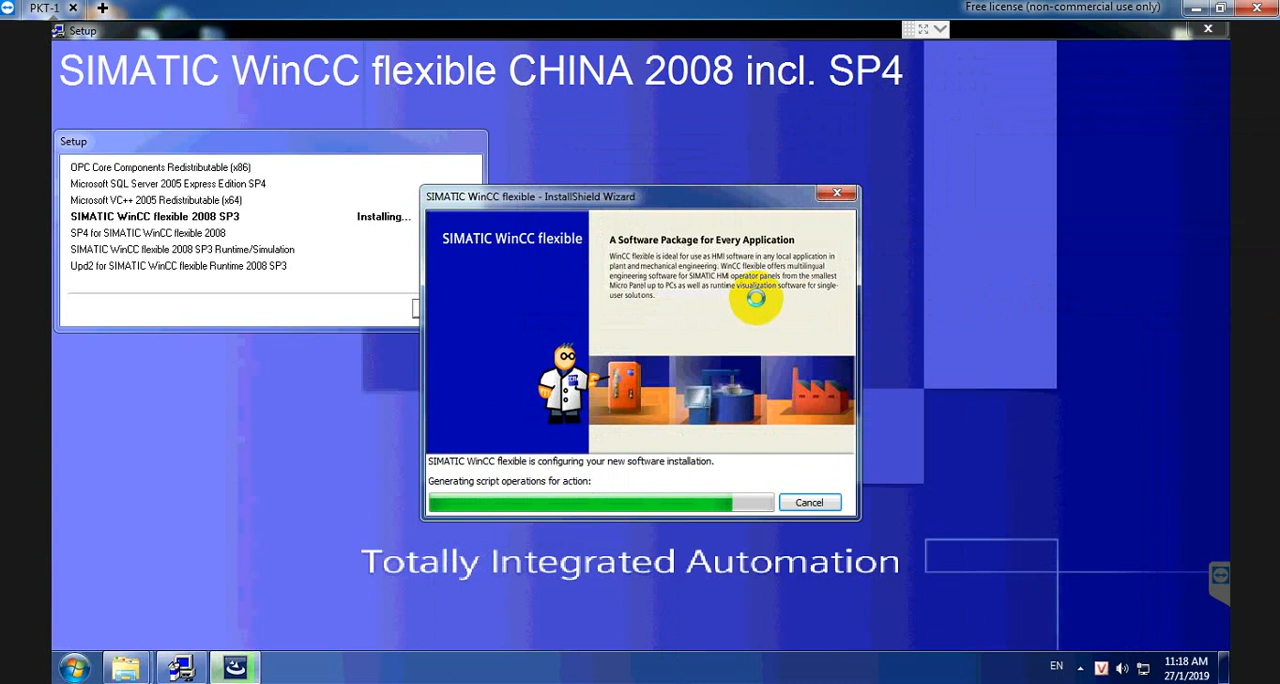 PKT-1
Free license (non-commercial use only)
Setup
SIMATIC WinCC flexible CHINA 2008 incl. SP4
Setup
OPC Core Components Redistributable (x86)
Microsoft SQL Server 2005 Express Edition SP4
Microsoft VC++ 2005 Redistributable (x64)
SIMATIC WinCC flexible 2008 SP3 Installing...
SP4 for SIMATIC WinCC flexible 2008
SIMATIC WinCC flexible 2008 SP3 Runtime/Simulation
Upd2 for SIMATIC WinCC flexible Runtime 2008 SP3
SIMATIC WinCC flexible - InstallShield Wizard
SIMATIC WinCC flexible
A Software Package for Every Application
WinCC flexible is ideal for use as HMI software in any local application in
plant and mechanical engineering. WinCC flexible offers multilingual
engineering software for SIMATIC HMI operator panels from the smallest
Micro Panel up to PCs as well as runtime visualization software for single-
user solutions.
SIMATIC WinCC flexible is configuring your new software installation.
Generating script operations for action:
Cancel
Totally Integrated Automation
EN
11:18 AM
27/1/2019